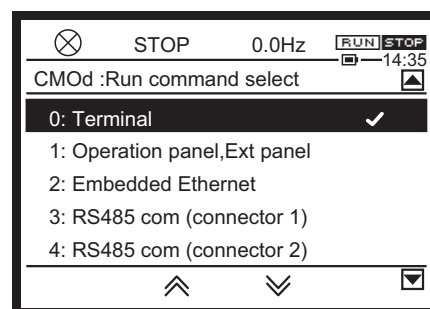 STOP 0.0Hz RUN STOP
14:35
CMOd :Run command select
0: Terminal
1: Operation panel,Ext panel
2: Embedded Ethernet
3: RS485 com (connector 1)
4: RS485 com (connector 2)